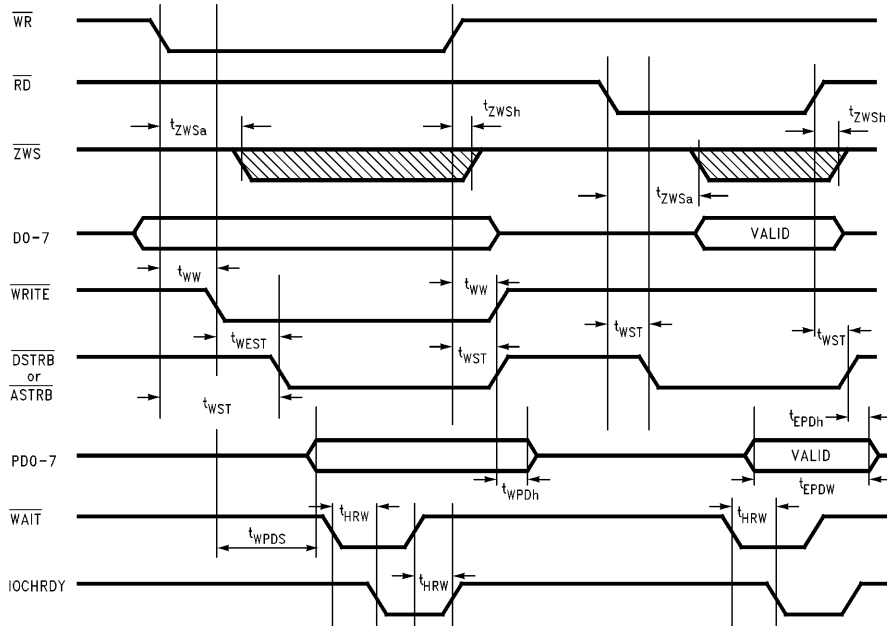 WR
RD
tZWSh
tZWSa
tZWSh
ZWS
tZWSa
D0-7
VALID
tWW
tWW
WRITE
tWEST
tWST
tWST
tWST
DSTRB
or
ASTRB
tWST
tEPDh
PD0-7
VALID
tWPDh
tEPDW
WAIT
tHRW
tHRW
tWPDS
IOCHRDY
tHRW